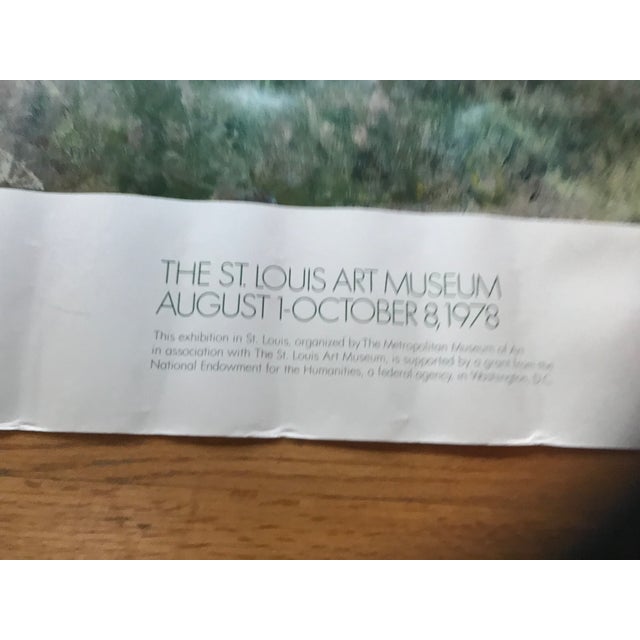 THE ST. LOUIS ART MUSEUM
AUGUST 1-OCTOBER 8, 1978
This exhibition in St. Louis, organized by The Metropolitan Museum of Art
in association with The St. Louis Art Museum, is supported by a grant from the
National Endowment for the Humanities, a federal agency, in Washington, D.C.